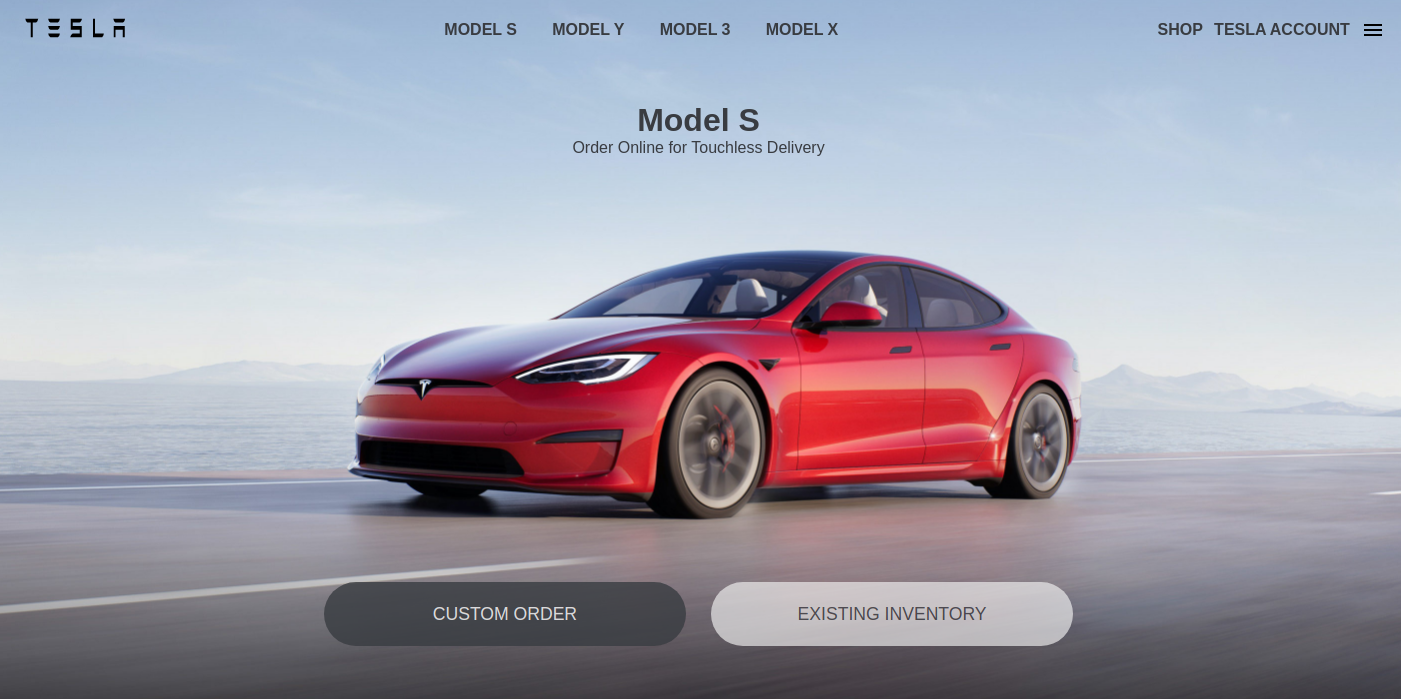 TESLA
MODEL S MODEL Y MODEL 3 MODEL X
SHOP TESLA ACCOUNT
Model S
Order Online for Touchless Delivery
CUSTOM ORDER
EXISTING INVENTORY